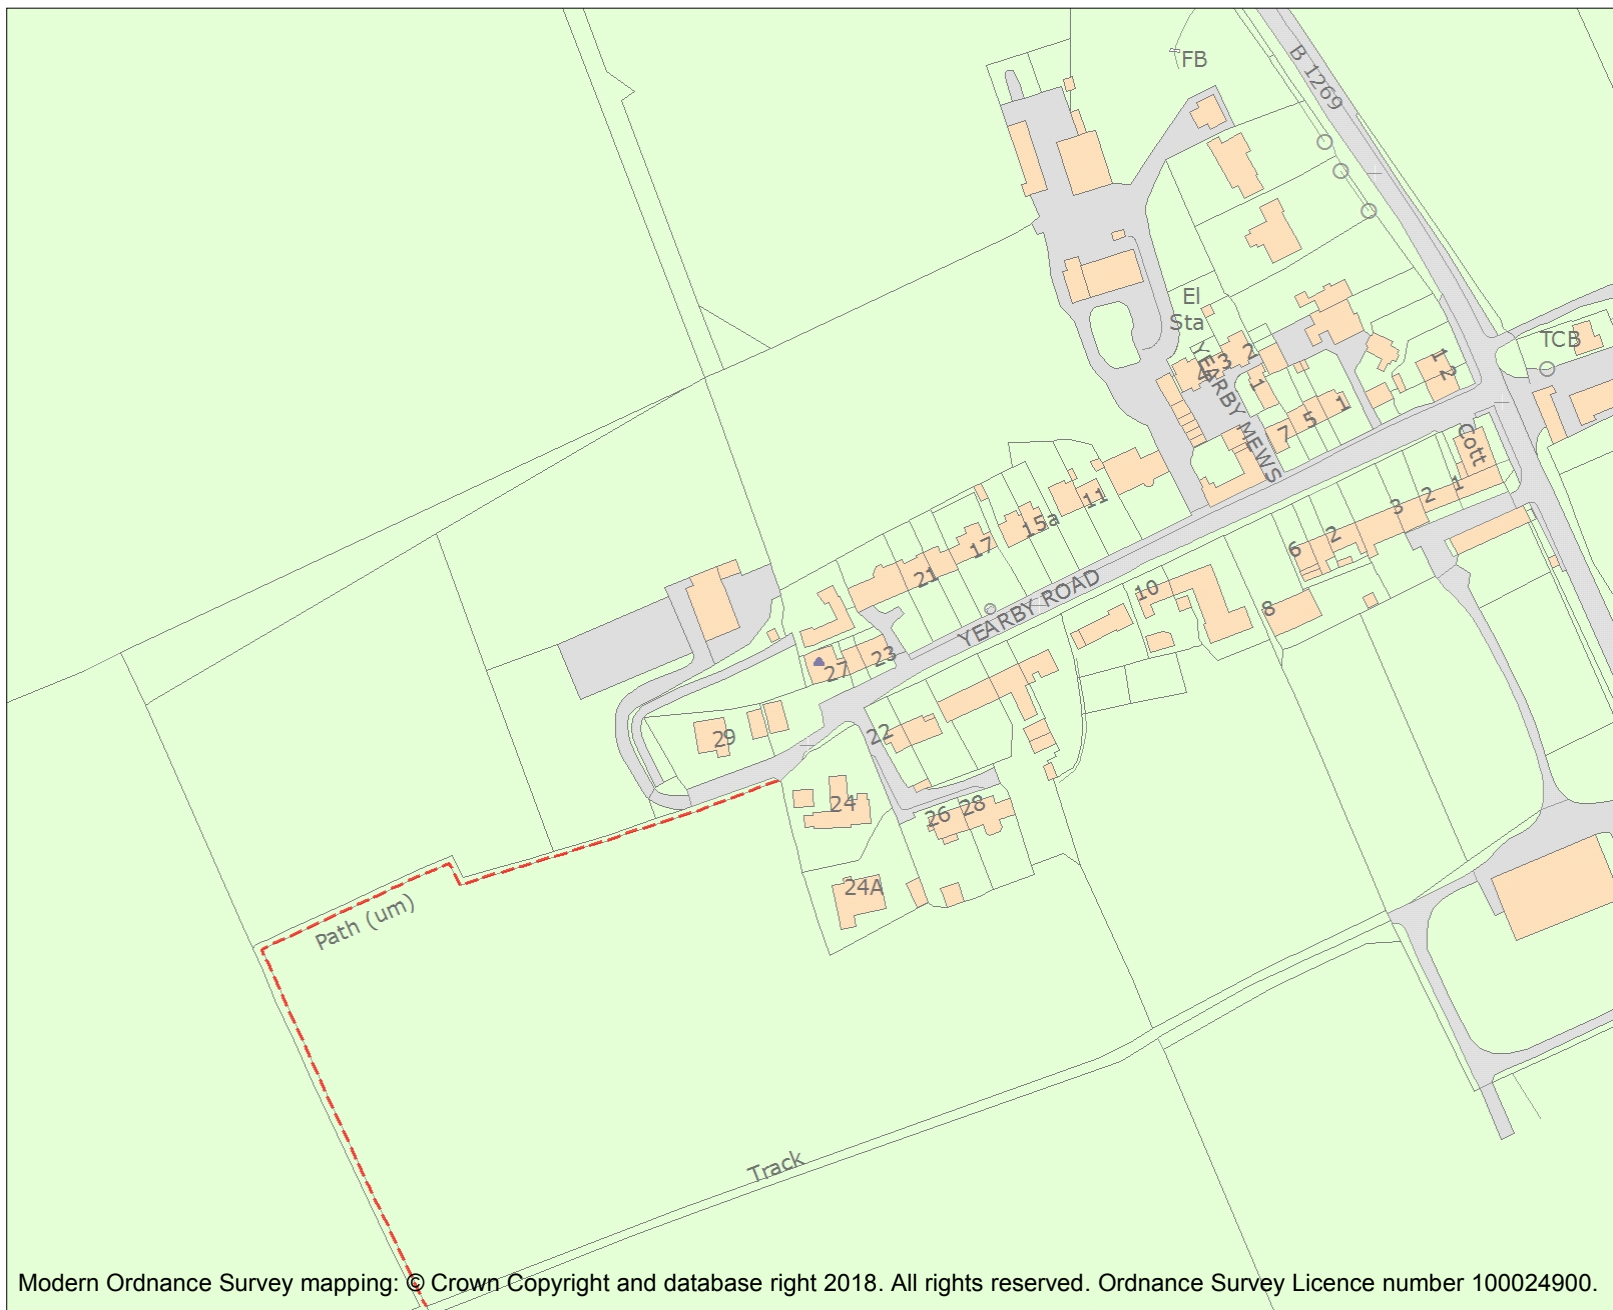 B 1269
FB
El
Sta
TCB
YEARBY MEWS
4
3
2
1
1
2
1
5
7
Cott
1
2
3
2
6
8
10
11
15a
17
21
23
27
29
YEARBY ROAD
22
24
26
28
24A
Path (um)
Track
Modern Ordnance Survey mapping: © Crown Copyright and database right 2018. All rights reserved. Ordnance Survey Licence number 100024900.